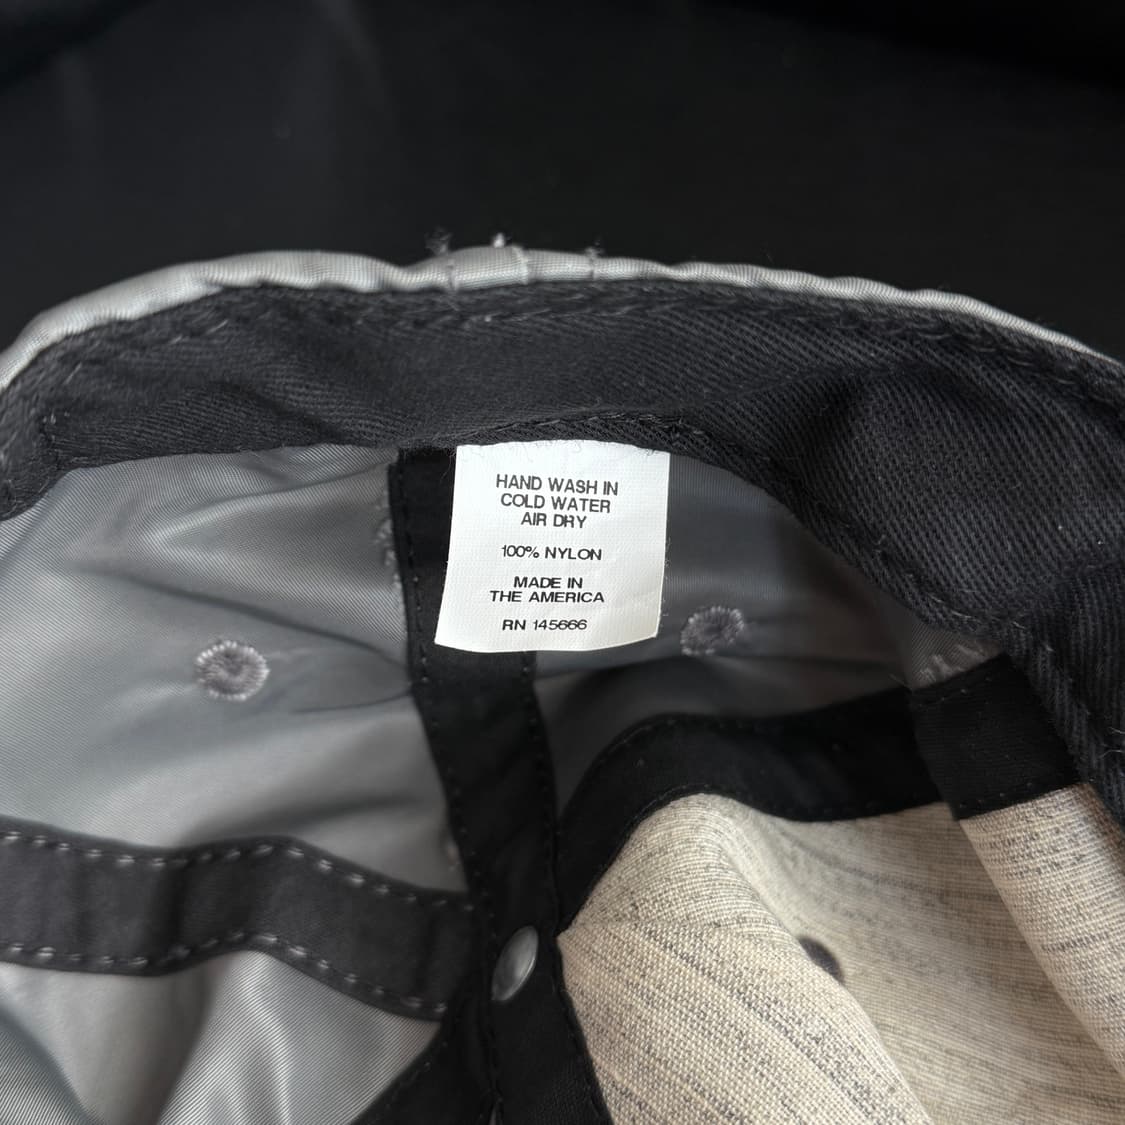 HAND WASH IN
COLD WATER
AIR DRY
100% NYLON
MADE IN
THE AMERICA
RN 145666